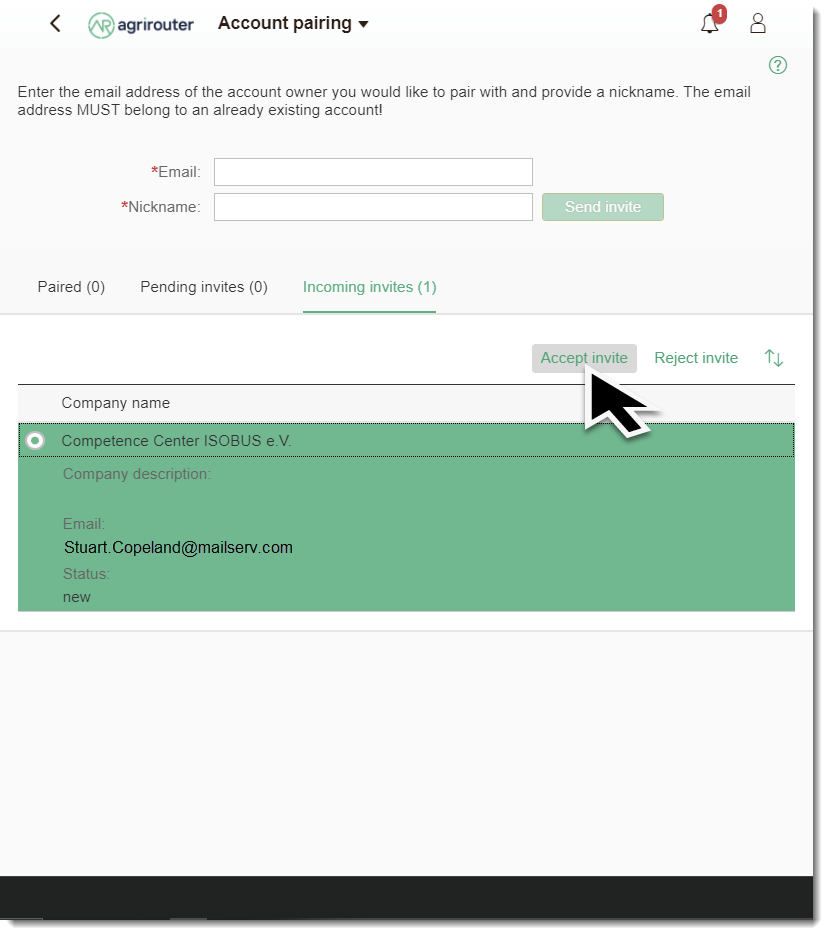 AR agrirouter Account pairing 1
?
Enter the email address of the account owner you would like to pair with and provide a nickname. The email
address MUST belong to an already existing account!
*Email:
*Nickname: Send invite
Paired (0) Pending invites (0) Incoming invites (1)
Accept invite Reject invite
Company name
Competence Center ISOBUS e.V.
Company description:
Email:
Stuart.Copeland@mailserv.com
Status:
new